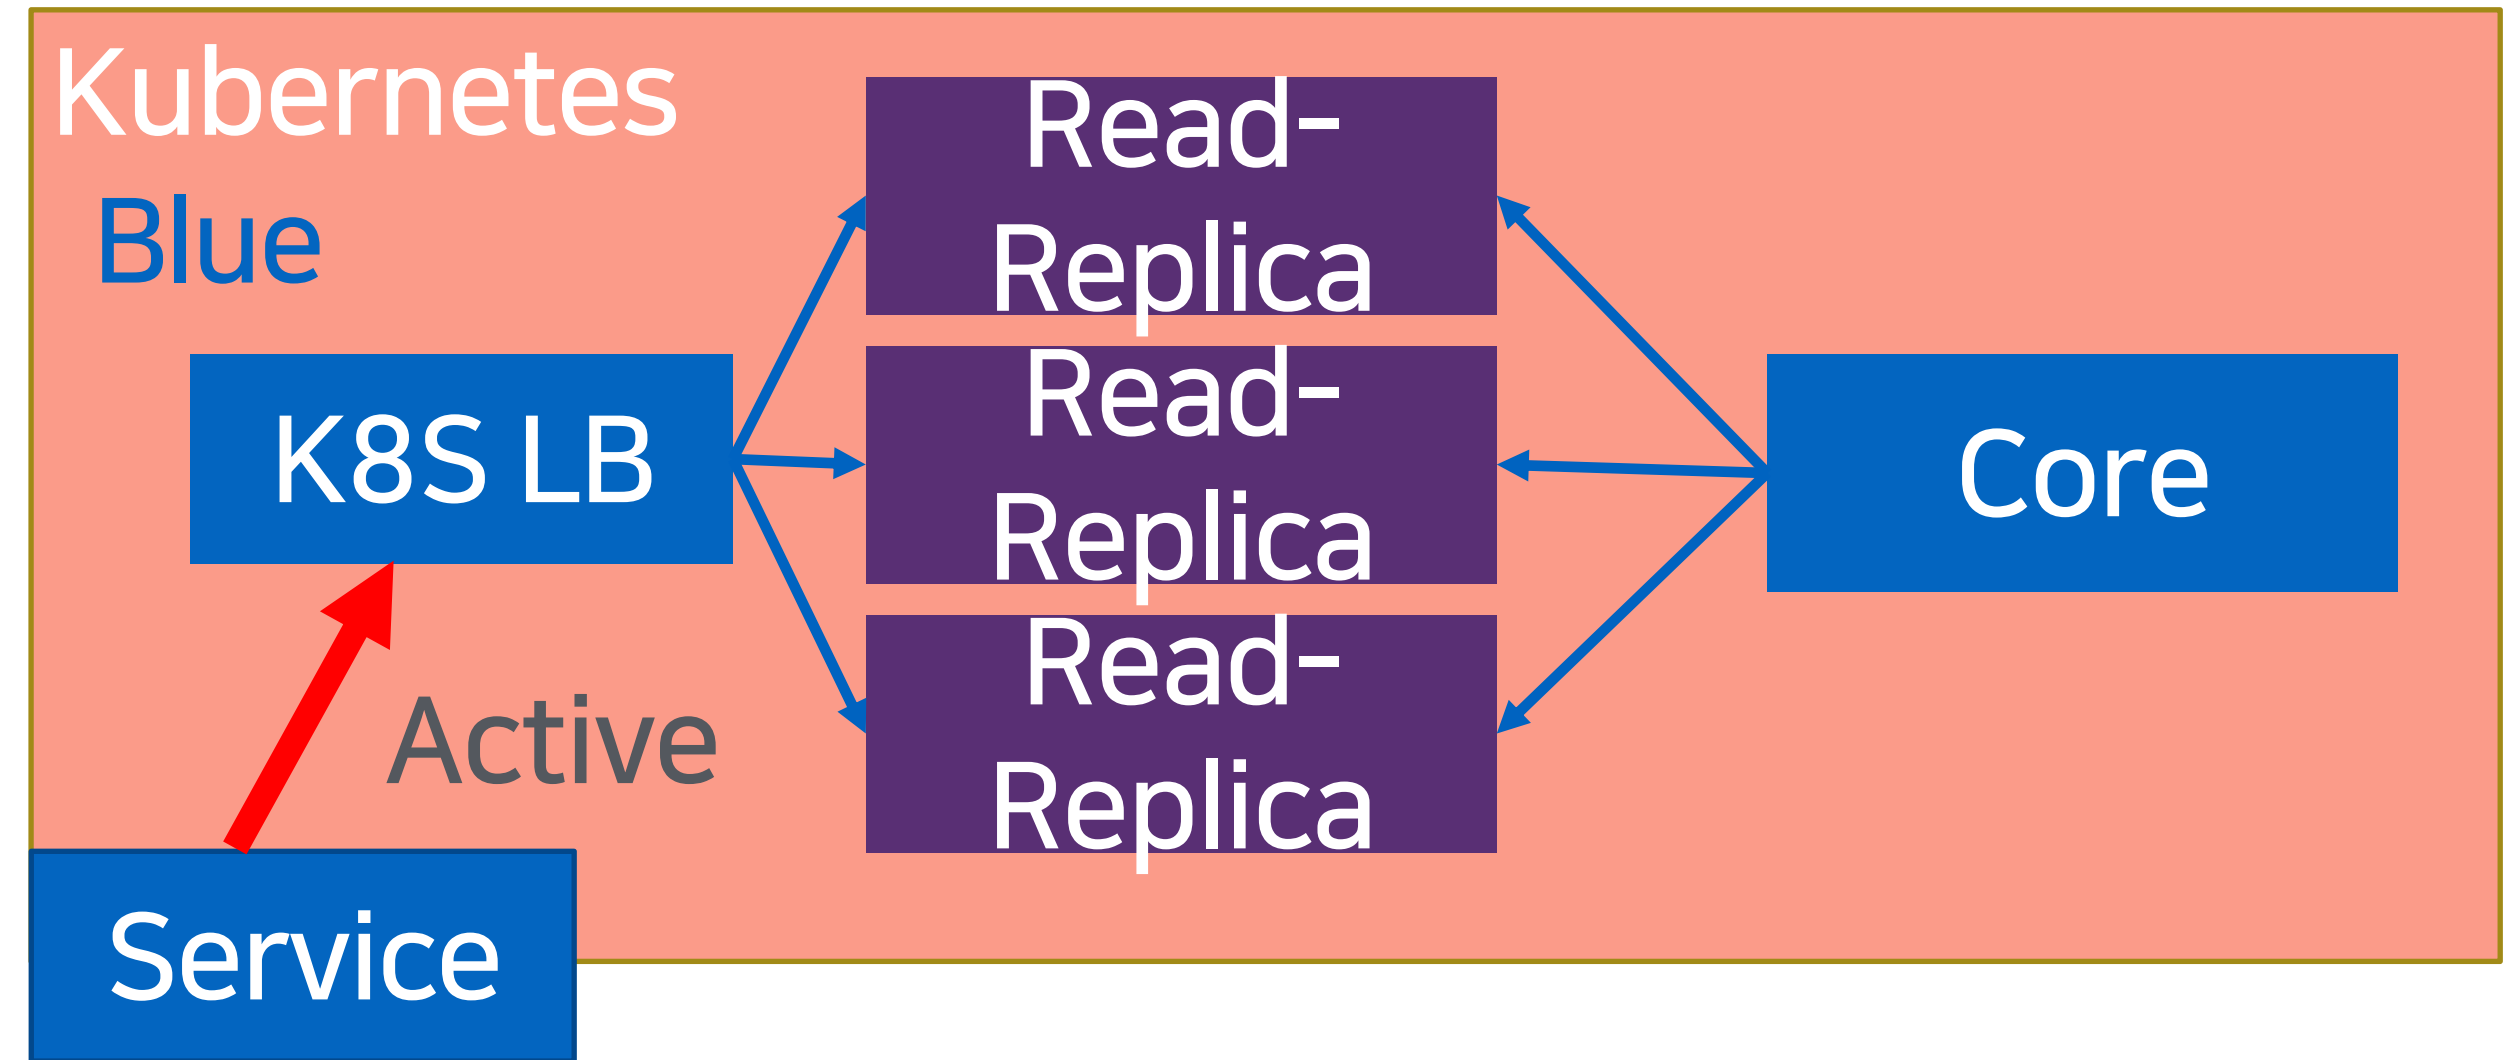 Kubernetes
Blue
K8S LB
Read-
Replica
Read-
Replica
Read-
Replica
Core
Active
Service